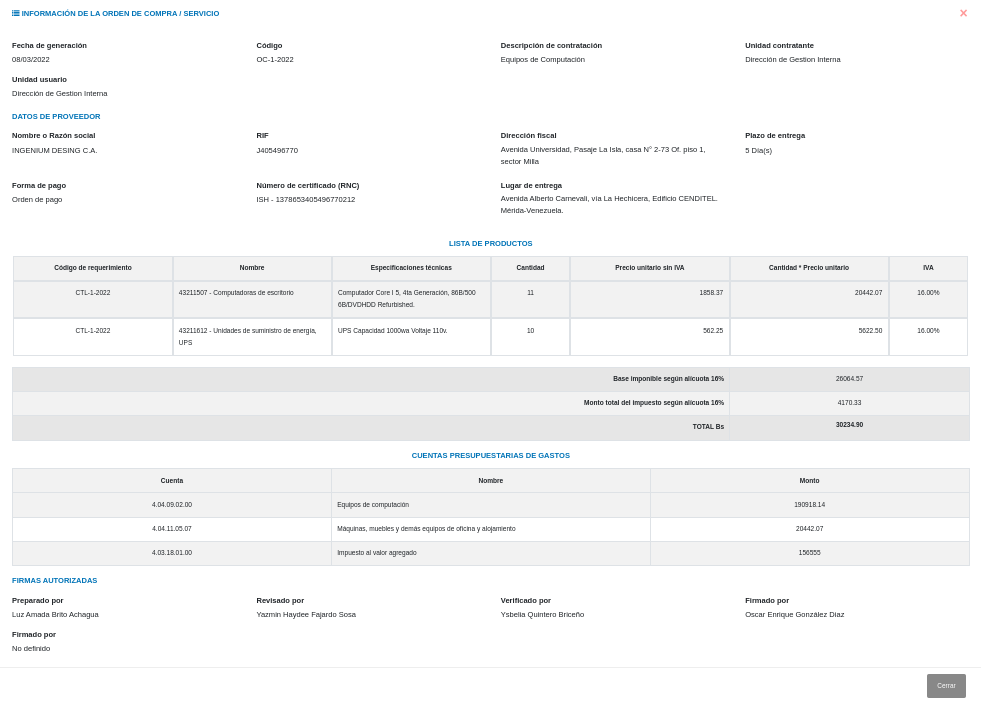 INFORMACIÓN DE LA ORDEN DE COMPRA / SERVICIO ×
Fecha de generación Código Descripción de contratación Unidad contratante
08/03/2022 OC-1-2022 Equipos de Computación Dirección de Gestion Interna
Unidad usuario
Dirección de Gestion Interna
DATOS DE PROVEEDOR
Nombre o Razón social RIF Dirección fiscal Plazo de entrega
INGENIUM DESING C.A. J405496770 Avenida Universidad, Pasaje La Isla, casa N° 2-73 Of. piso 1, 5 Día(s)
sector Milla
Forma de pago Número de certificado (RNC) Lugar de entrega
Orden de pago ISH - 1378653405496770212 Avenida Alberto Carnevali, vía La Hechicera, Edificio CENDITEL.
Mérida-Venezuela.
LISTA DE PRODUCTOS
Código de requerimiento Nombre Especificaciones técnicas Cantidad Precio unitario sin IVA Cantidad * Precio unitario IVA
CTL-1-2022 43211507 - Computadoras de escritorio Computador Core I 5, 4ta Generación, 86B/500 11 1858.37 20442.07 16.00%
6B/DVDHDD Refurbished.
CTL-1-2022 43211612 - Unidades de suministro de energía, UPS Capacidad 1000wa Voltaje 110v. 10 562.25 5622.50 16.00%
UPS
Base imponible según alícuota 16% 26064.57
Monto total del impuesto según alícuota 16% 4170.33
TOTAL Bs 30234.90
CUENTAS PRESUPUESTARIAS DE GASTOS
Cuenta Nombre Monto
4.04.09.02.00 Equipos de computación 190918.14
4.04.11.05.07 Máquinas, muebles y demás equipos de oficina y alojamiento 20442.07
4.03.18.01.00 Impuesto al valor agregado 156555
FIRMAS AUTORIZADAS
Preparado por Revisado por Verificado por Firmado por
Luz Amada Brito Achagua Yazmin Haydee Fajardo Sosa Ysbelia Quintero Briceño Oscar Enrique González Díaz
Firmado por
No definido
Cerrar